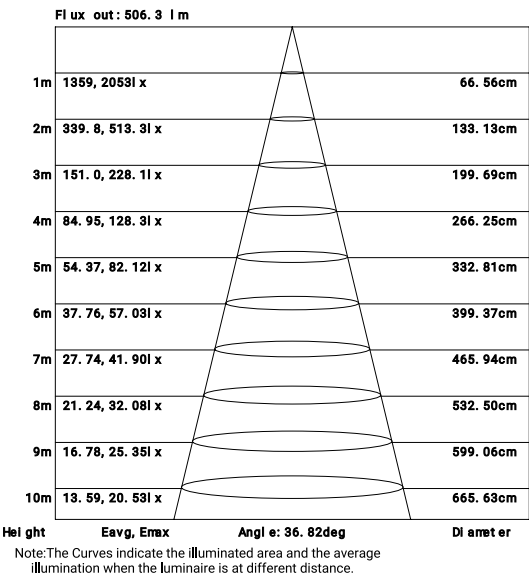 Flux out: 506.3 lm
1m 1359, 2053lx 66.56cm
2m 339.8, 513.3lx 133.13cm
3m 151.0, 228.1lx 199.69cm
4m 84.95, 128.3lx 266.25cm
5m 54.37, 82.12lx 332.81cm
6m 37.76, 57.03lx 399.37cm
7m 27.74, 41.90lx 465.94cm
8m 21.24, 32.08lx 532.50cm
9m 16.78, 25.35lx 599.06cm
10m 13.59, 20.53lx 665.63cm
Height Eavg, Emax Angle: 36.82deg Diameter
Note:The Curves indicate the illuminated area and the average
illumination when the luminaire is at different distance.